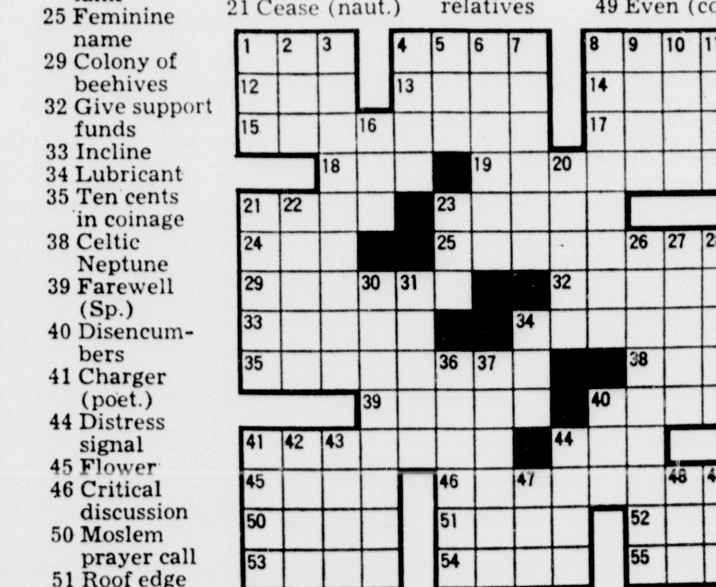 21 Cease (naut.)
relatives
49 Even (co
25 Feminine
name
29 Colony of
beehives
32 Give support
funds
33 Incline
34 Lubricant
35 Ten cents
in coinage
38 Celtic
Neptune
39 Farewell
(Sp.)
40 Disencum-
bers
41 Charger
(poet.)
44 Distress
signal
45 Flower
46 Critical
discussion
50 Moslem
prayer call
51 Roof edge
1 2 3 4 5 6 7 8 9 10
12 13 14
15 16 17
18 19 20
21 22 23
24 25 26 27
29 30 31 32
33 34
35 36 37 38
39 40
41 42 43 44
45 46 47 48
50 51 52
53 54 55